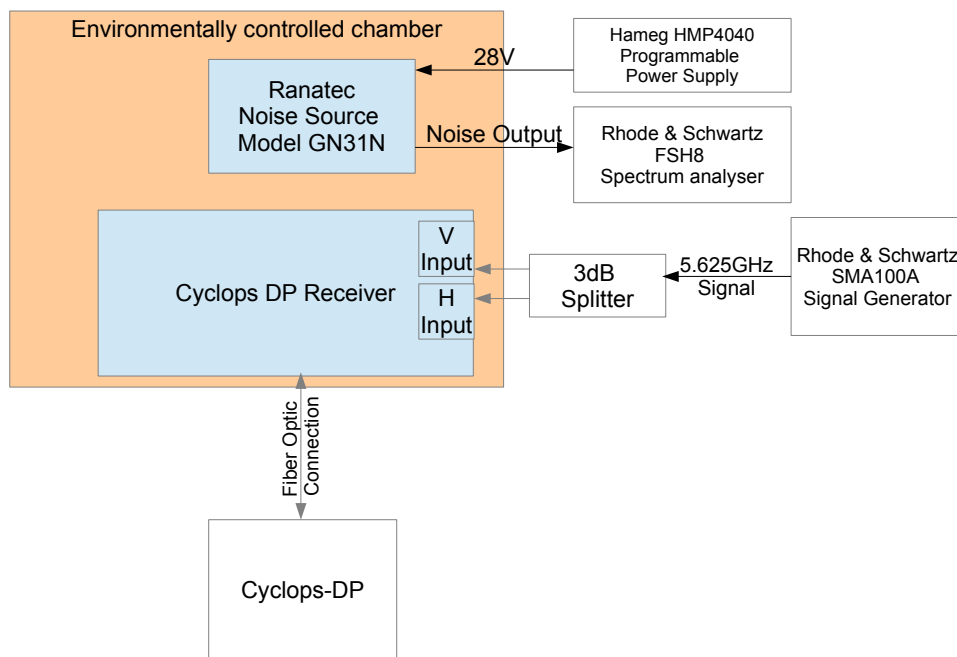 Environmentally controlled chamber
Hameg HMP4040
Programmable
Power Supply
28V
Ranatec
Noise Source
Model GN31N
Noise Output
Rhode & Schwartz
FSH8
Spectrum analyser
V
Input
H
Input
Cyclops DP Receiver
3dB
Splitter
5.625GHz
Signal
Rhode & Schwartz
SMA100A
Signal Generator
Fiber Optic
Connection
Cyclops-DP